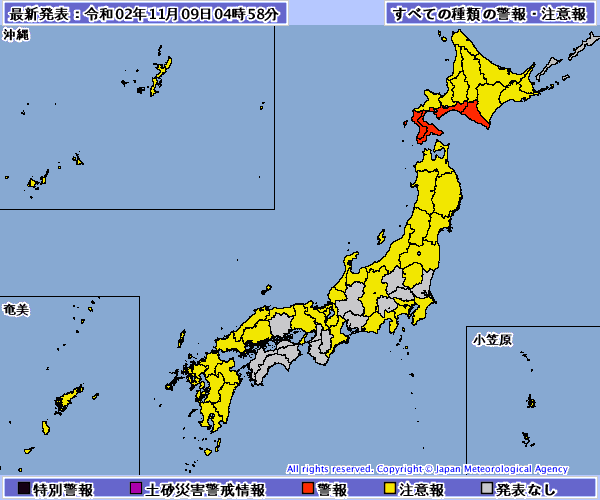 最新発表：令和02年11月09日04時58分
すべての種類の警報・注意報
沖縄
奄美
小笠原
All rights reserved. Copyright © Japan Meteorological Agency
特別警報 土砂災害警戒情報 警報 注意報 発表なし